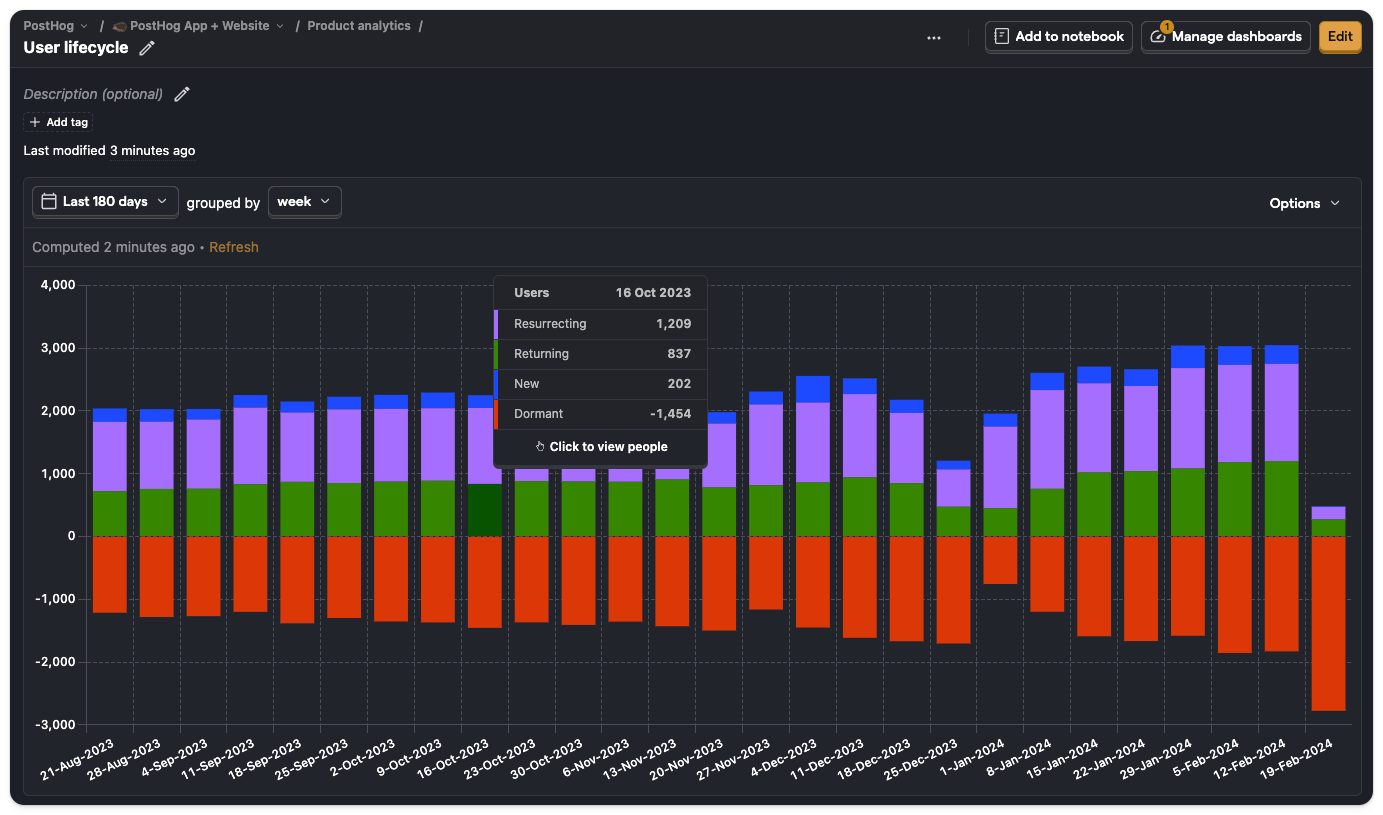 PostHog / PostHog App + Website / Product analytics /
User lifecycle
Add to notebook
1
Manage dashboards
Edit
Description (optional)
Add tag
Last modified 3 minutes ago
Last 180 days grouped by week
Options
Computed 2 minutes ago • Refresh
Users 16 Oct 2023
Resurrecting 1,209
Returning 837
New 202
Dormant -1,454
Click to view people
4,000
3,000
2,000
1,000
0
-1,000
-2,000
-3,000
21-Aug-2023
28-Aug-2023
4-Sep-2023
11-Sep-2023
18-Sep-2023
25-Sep-2023
2-Oct-2023
9-Oct-2023
16-Oct-2023
23-Oct-2023
30-Oct-2023
6-Nov-2023
13-Nov-2023
20-Nov-2023
27-Nov-2023
4-Dec-2023
11-Dec-2023
18-Dec-2023
25-Dec-2023
1-Jan-2024
8-Jan-2024
15-Jan-2024
22-Jan-2024
29-Jan-2024
5-Feb-2024
12-Feb-2024
19-Feb-2024